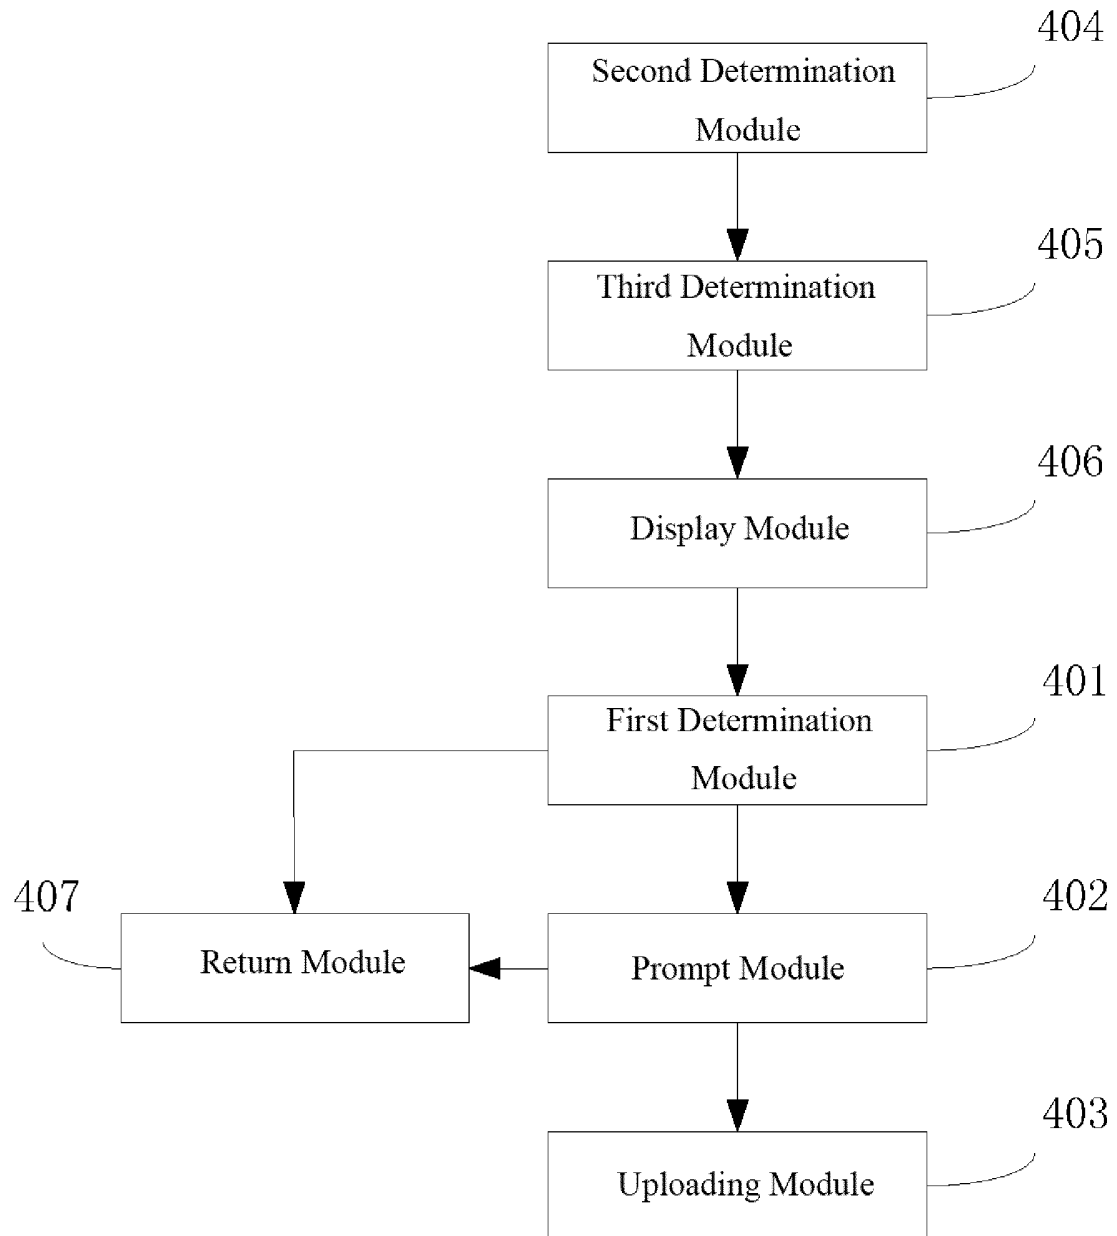 404
Second Determination
Module
405
Third Determination
Module
406
Display Module
401
First Determination
Module
407
Return Module
402
Prompt Module
403
Uploading Module